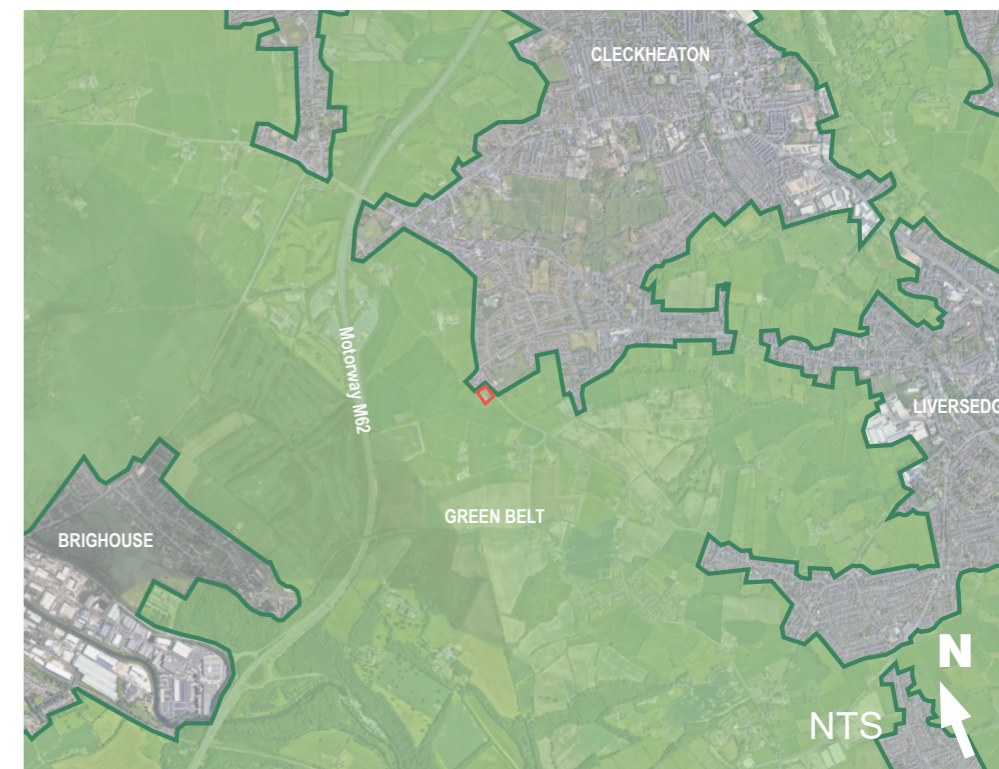 CLECKHEATON
Motorway M62
LIVERSEDG
GREEN BELT
BRIGHOUSE
N
NTS